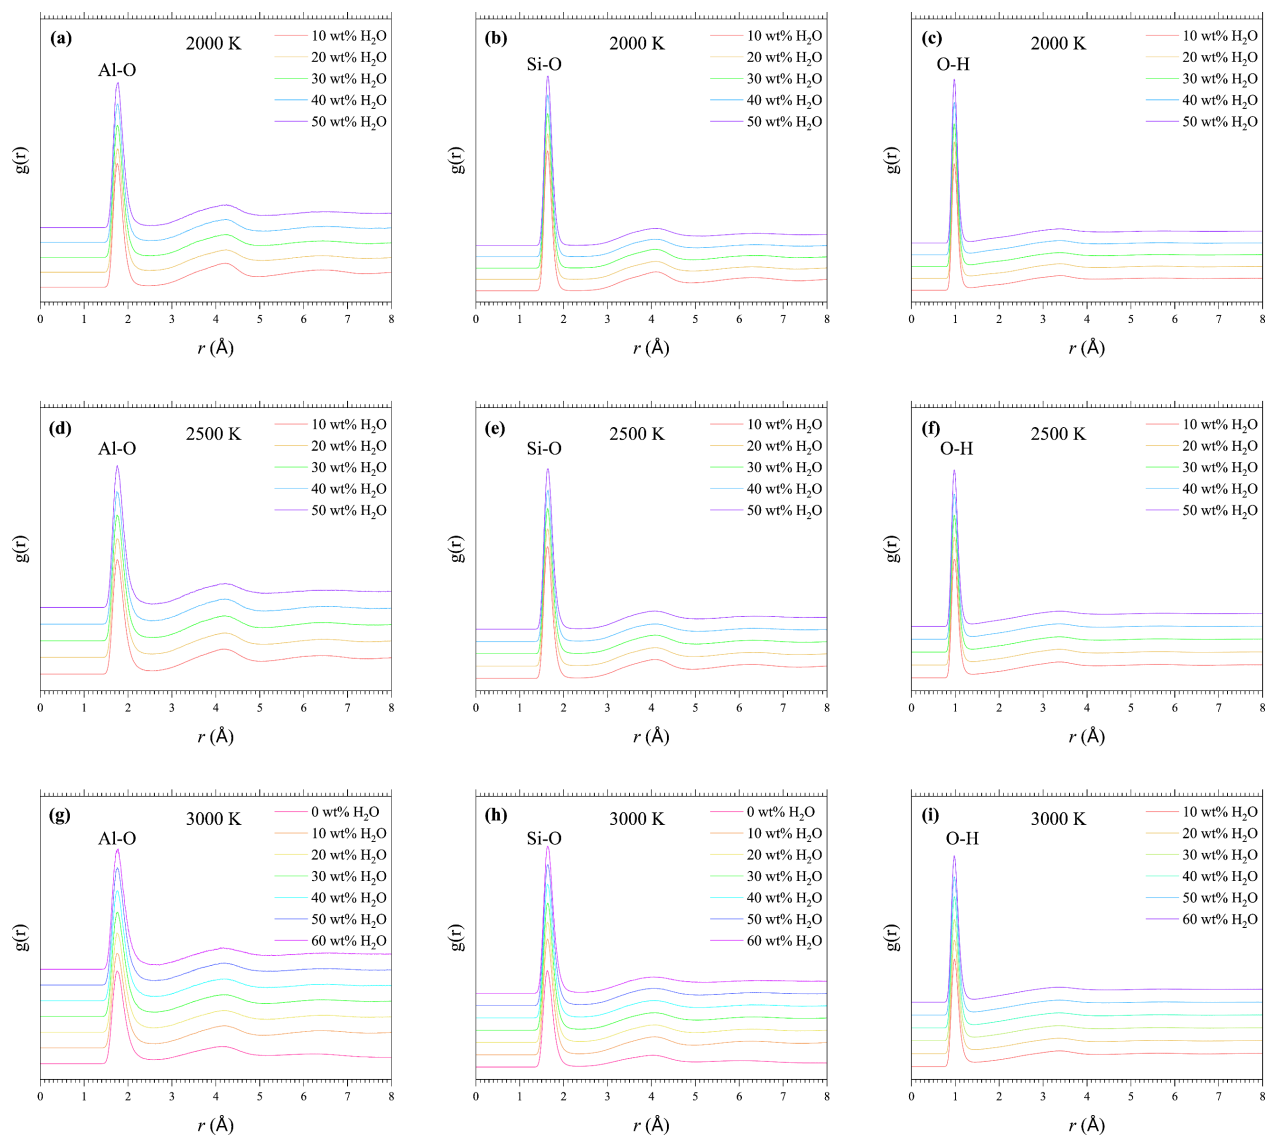 (a)
2000 K
Al-O
10 wt% H₂O
20 wt% H₂O
30 wt% H₂O
40 wt% H₂O
50 wt% H₂O
g(r)
0 1 2 3 4 5 6 7 8
r (Å)
(b)
2000 K
Si-O
10 wt% H₂O
20 wt% H₂O
30 wt% H₂O
40 wt% H₂O
50 wt% H₂O
g(r)
0 1 2 3 4 5 6 7 8
r (Å)
(c)
2000 K
O-H
10 wt% H₂O
20 wt% H₂O
30 wt% H₂O
40 wt% H₂O
50 wt% H₂O
g(r)
0 1 2 3 4 5 6 7 8
r (Å)
(d)
2500 K
Al-O
10 wt% H₂O
20 wt% H₂O
30 wt% H₂O
40 wt% H₂O
50 wt% H₂O
g(r)
0 1 2 3 4 5 6 7 8
r (Å)
(e)
2500 K
Si-O
10 wt% H₂O
20 wt% H₂O
30 wt% H₂O
40 wt% H₂O
50 wt% H₂O
g(r)
0 1 2 3 4 5 6 7 8
r (Å)
(f)
2500 K
O-H
10 wt% H₂O
20 wt% H₂O
30 wt% H₂O
40 wt% H₂O
50 wt% H₂O
g(r)
0 1 2 3 4 5 6 7 8
r (Å)
(g)
3000 K
Al-O
0 wt% H₂O
10 wt% H₂O
20 wt% H₂O
30 wt% H₂O
40 wt% H₂O
50 wt% H₂O
60 wt% H₂O
g(r)
0 1 2 3 4 5 6 7 8
r (Å)
(h)
3000 K
Si-O
0 wt% H₂O
10 wt% H₂O
20 wt% H₂O
30 wt% H₂O
40 wt% H₂O
50 wt% H₂O
60 wt% H₂O
g(r)
0 1 2 3 4 5 6 7 8
r (Å)
(i)
3000 K
O-H
10 wt% H₂O
20 wt% H₂O
30 wt% H₂O
40 wt% H₂O
50 wt% H₂O
60 wt% H₂O
g(r)
0 1 2 3 4 5 6 7 8
r (Å)